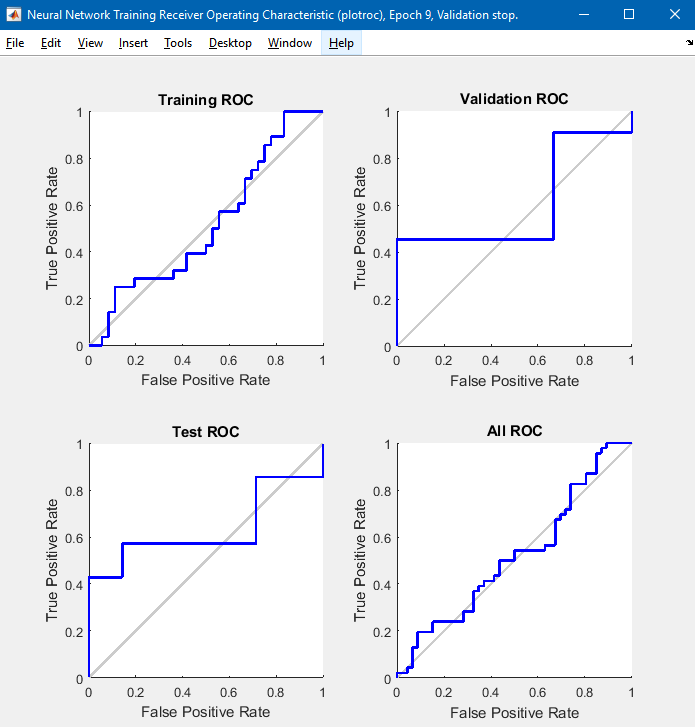 Neural Network Training Receiver Operating Characteristic (plotroc), Epoch 9, Validation stop.
File Edit View Insert Tools Desktop Window Help
Training ROC
True Positive Rate
1
0.8
0.6
0.4
0.2
0
0 0.2 0.4 0.6 0.8 1
False Positive Rate
Validation ROC
True Positive Rate
1
0.8
0.6
0.4
0.2
0
0 0.2 0.4 0.6 0.8 1
False Positive Rate
Test ROC
True Positive Rate
1
0.8
0.6
0.4
0.2
0
0 0.2 0.4 0.6 0.8 1
False Positive Rate
All ROC
True Positive Rate
1
0.8
0.6
0.4
0.2
0
0 0.2 0.4 0.6 0.8 1
False Positive Rate